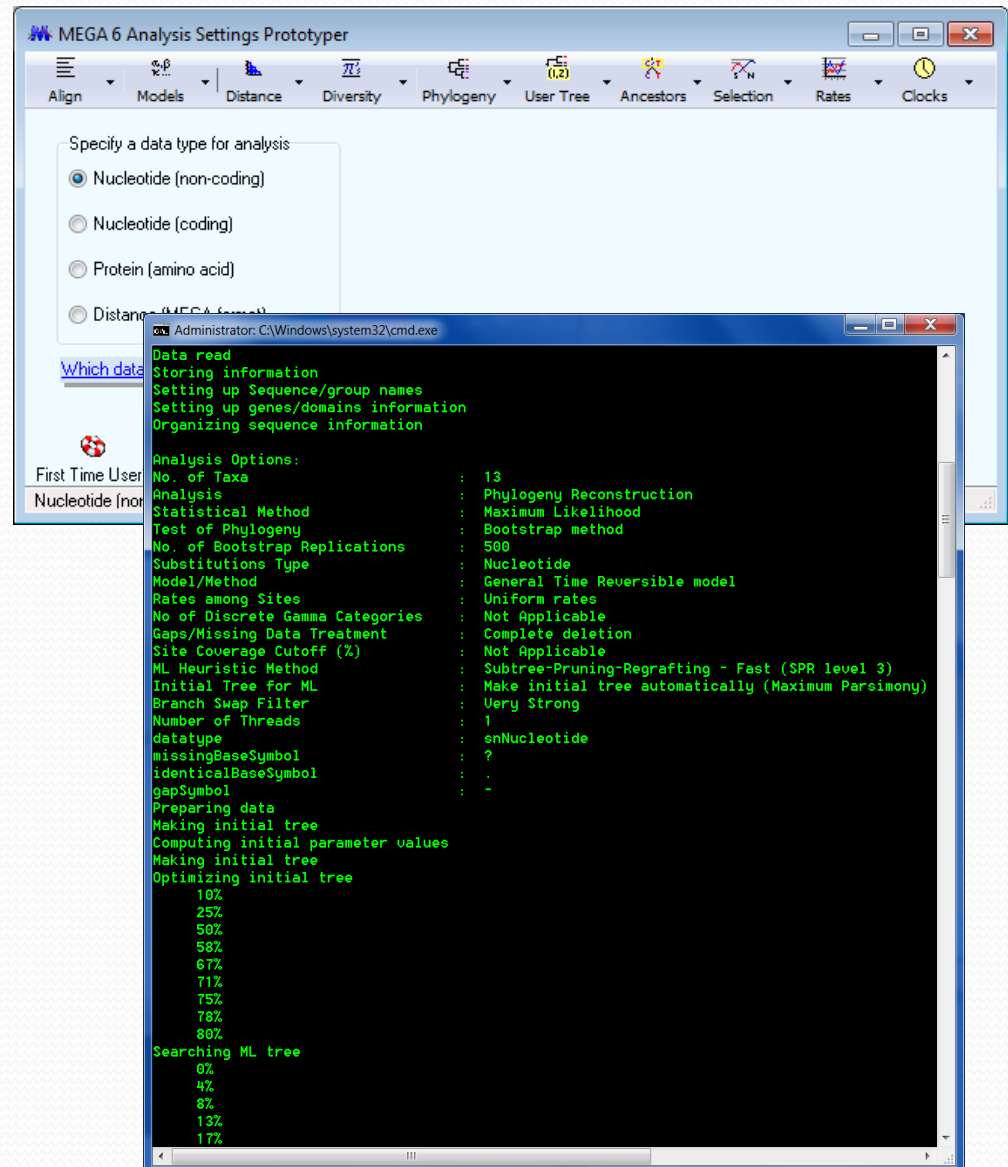 MEGA 6 Analysis Settings Prototyper
Align Models Distance Diversity Phylogeny User Tree Ancestors Selection Rates Clocks
Specify a data type for analysis
Nucleotide (non-coding)
Nucleotide (coding)
Protein (amino acid)
Distance (MEGA format)
Which data
First Time User
Nucleotide (non
Administrator: C:\Windows\system32\cmd.exe
Data read
Storing information
Setting up Sequence/group names
Setting up genes/domains information
Organizing sequence information
Analysis Options:
No. of Taxa : 13
Analysis : Phylogeny Reconstruction
Statistical Method : Maximum Likelihood
Test of Phylogeny : Bootstrap method
No. of Bootstrap Replications : 500
Substitutions Type : Nucleotide
Model/Method : General Time Reversible model
Rates among Sites : Uniform rates
No of Discrete Gamma Categories : Not Applicable
Gaps/Missing Data Treatment : Complete deletion
Site Coverage Cutoff (%) : Not Applicable
ML Heuristic Method : Subtree-Pruning-Regrafting - Fast (SPR level 3)
Initial Tree for ML : Make initial tree automatically (Maximum Parsimony)
Branch Swap Filter : Very Strong
Number of Threads : 1
datatype : snNucleotide
missingBaseSymbol : ?
identicalBaseSymbol : .
gapSymbol : -
Preparing data
Making initial tree
Computing initial parameter values
Making initial tree
Optimizing initial tree
10%
25%
50%
58%
67%
71%
75%
78%
80%
Searching ML tree
0%
4%
8%
13%
17%